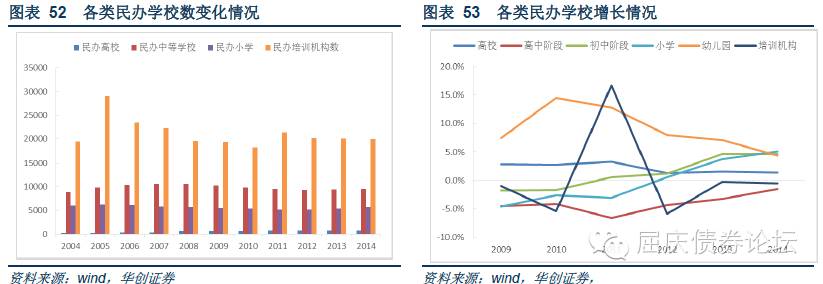 图表 52 各类民办学校数变化情况
民办高校 民办中等学校 民办小学 民办培训机构数
35000
30000
25000
20000
15000
10000
5000
0
2004 2005 2006 2007 2008 2009 2010 2011 2012 2013 2014
资料来源：wind，华创证券
图表 53 各类民办学校增长情况
高校 高中阶段 初中阶段 小学 幼儿园 培训机构
20.0%
15.0%
10.0%
5.0%
0.0%
-5.0%
-10.0%
2009 2010 2012 2013 2014
屈庆债券论坛
资料来源：wind，华创证券，